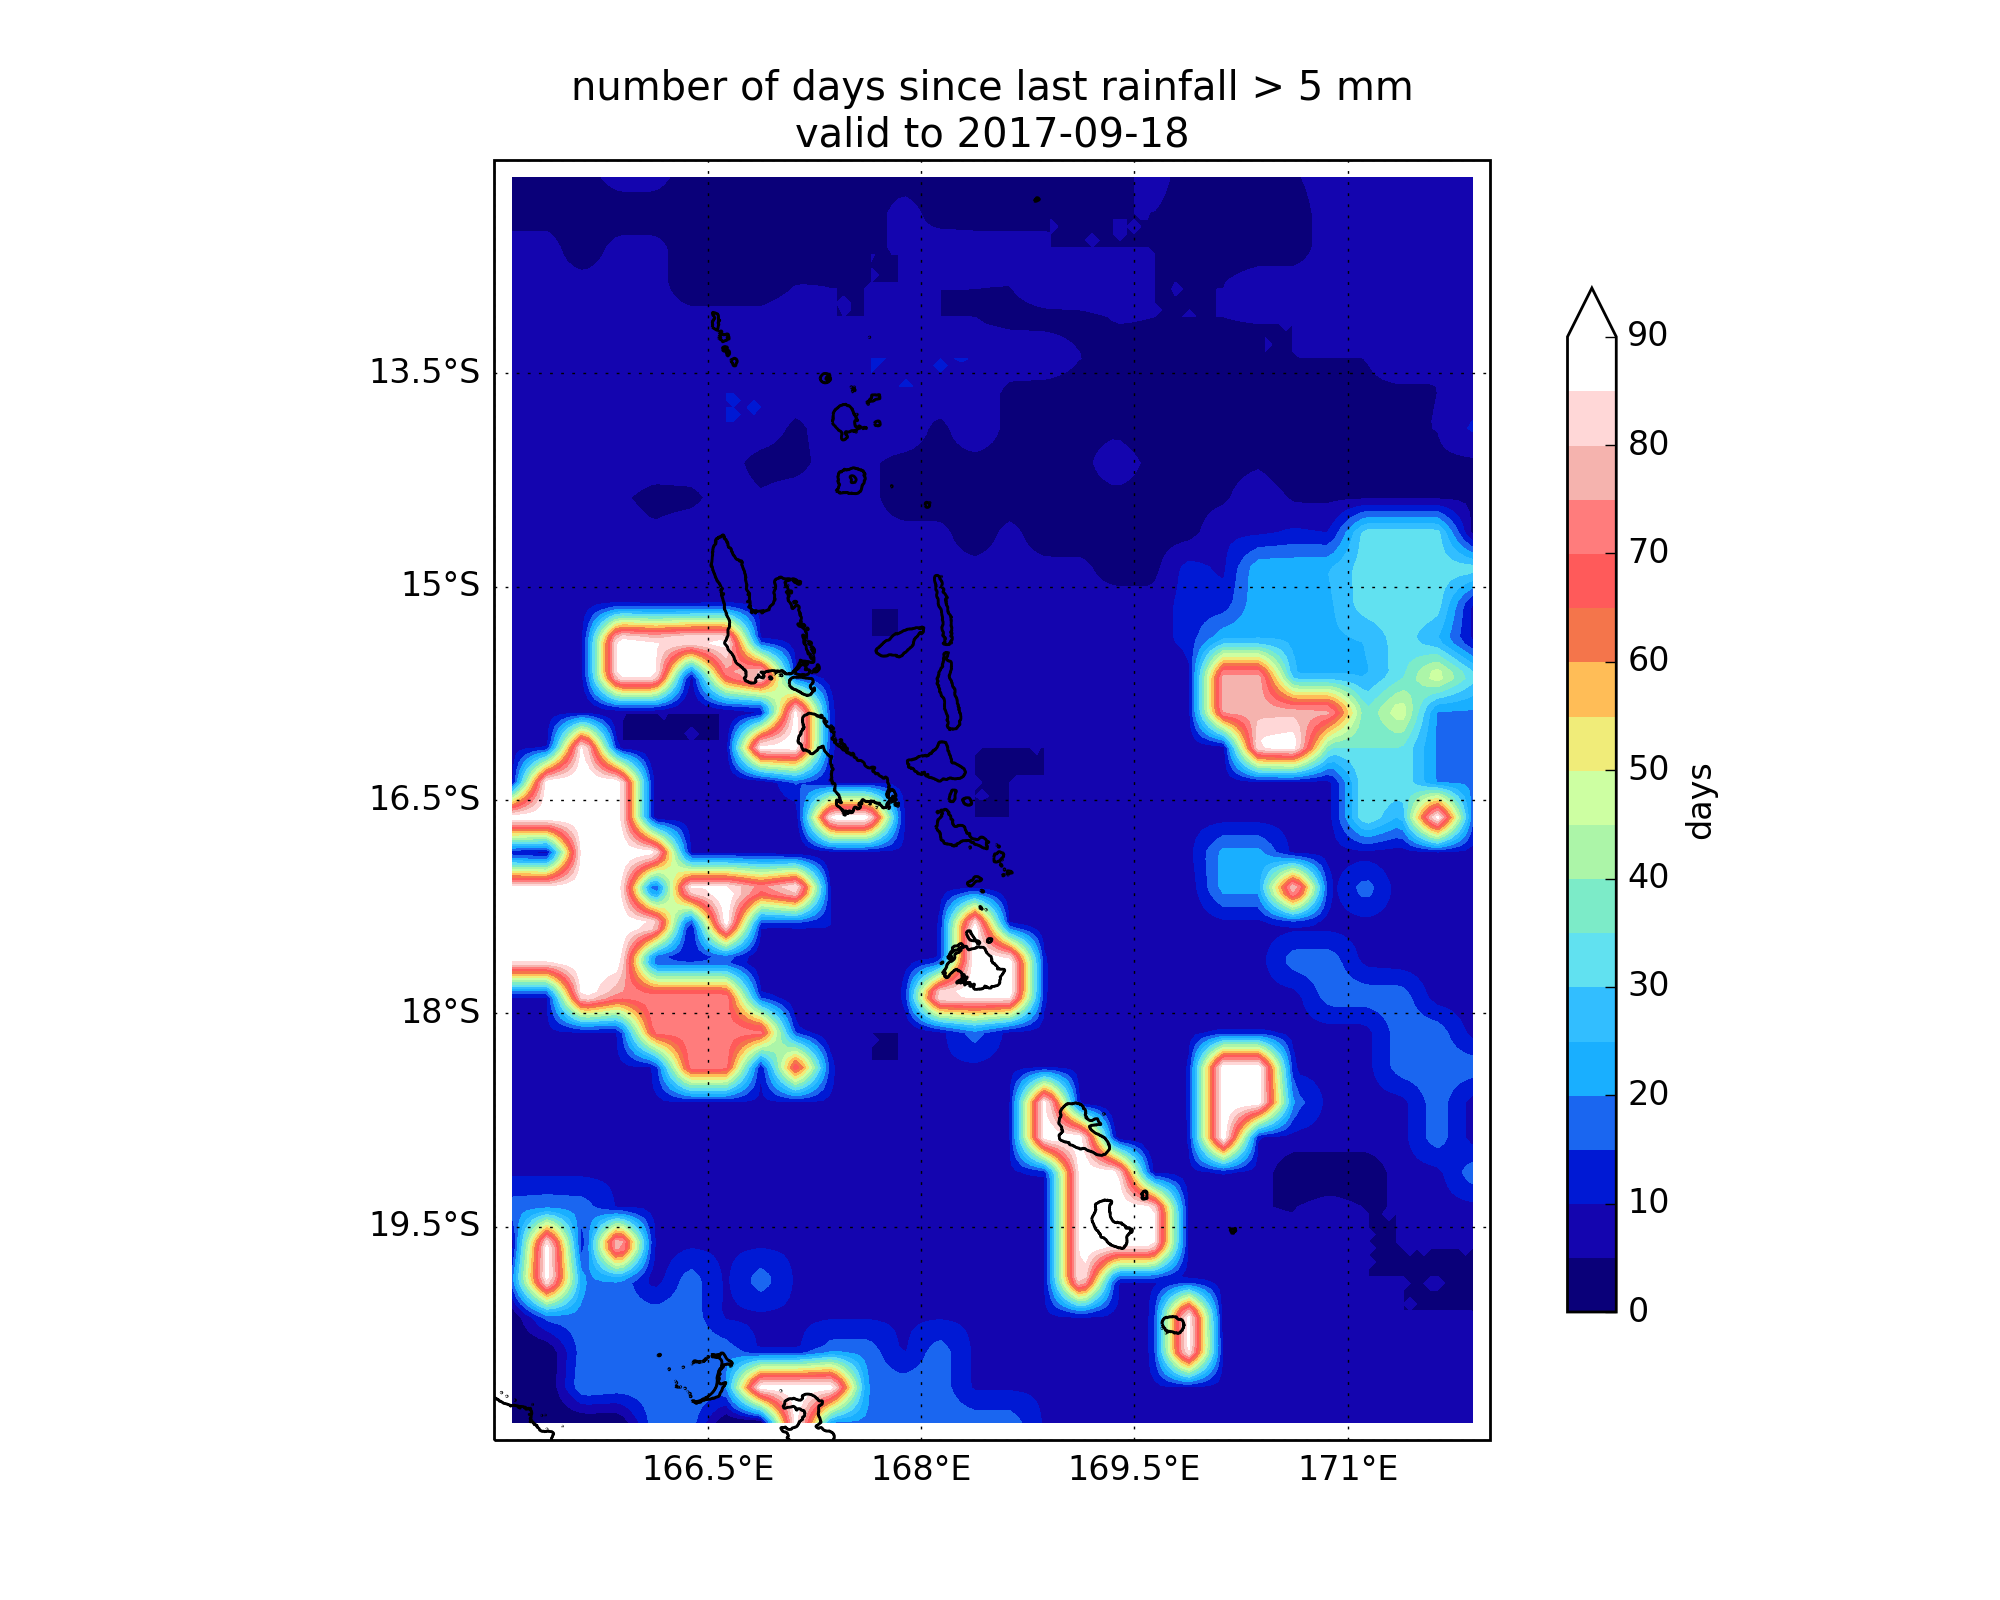 number of days since last rainfall > 5 mm
valid to 2017-09-18
13.5°S
15°S
16.5°S
18°S
19.5°S
166.5°E
168°E
169.5°E
171°E
90
80
70
60
50
40
30
20
10
0
days